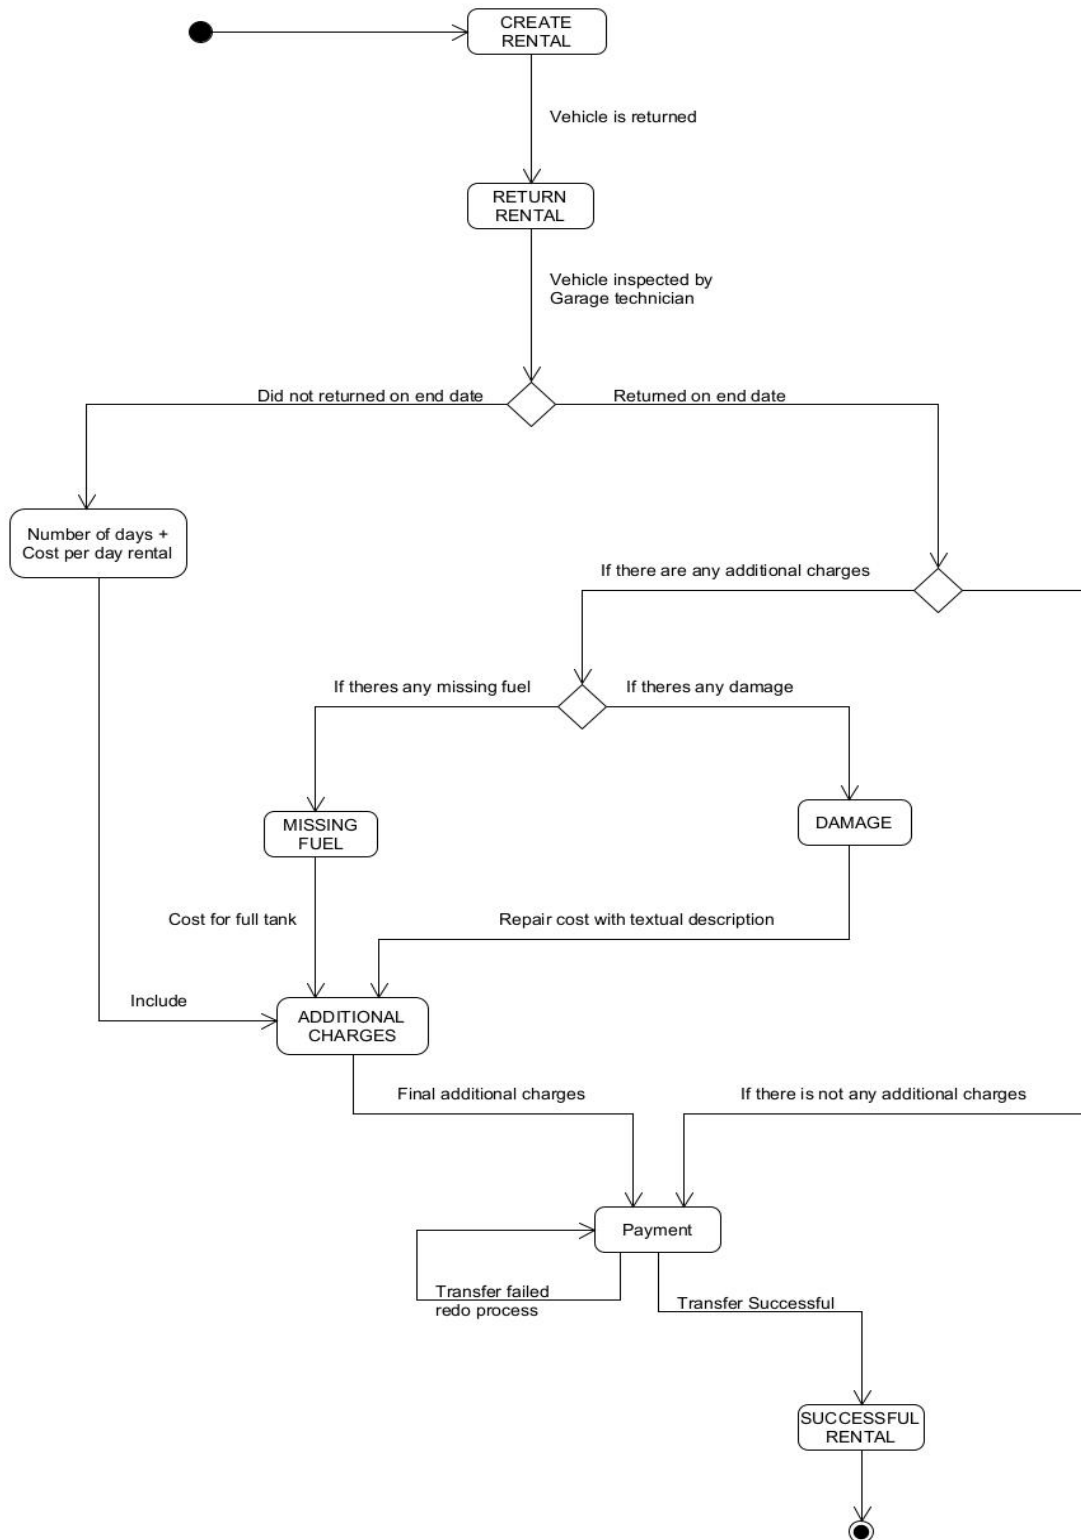 CREATE
RENTAL
Vehicle is returned
RETURN
RENTAL
Vehicle inspected by
Garage technician
Did not returned on end date
Returned on end date
Number of days +
Cost per day rental
If there are any additional charges
If theres any missing fuel
If theres any damage
MISSING
FUEL
DAMAGE
Cost for full tank
Repair cost with textual description
Include
ADDITIONAL
CHARGES
Final additional charges
If there is not any additional charges
Payment
Transfer failed
redo process
Transfer Successful
SUCCESSFUL
RENTAL